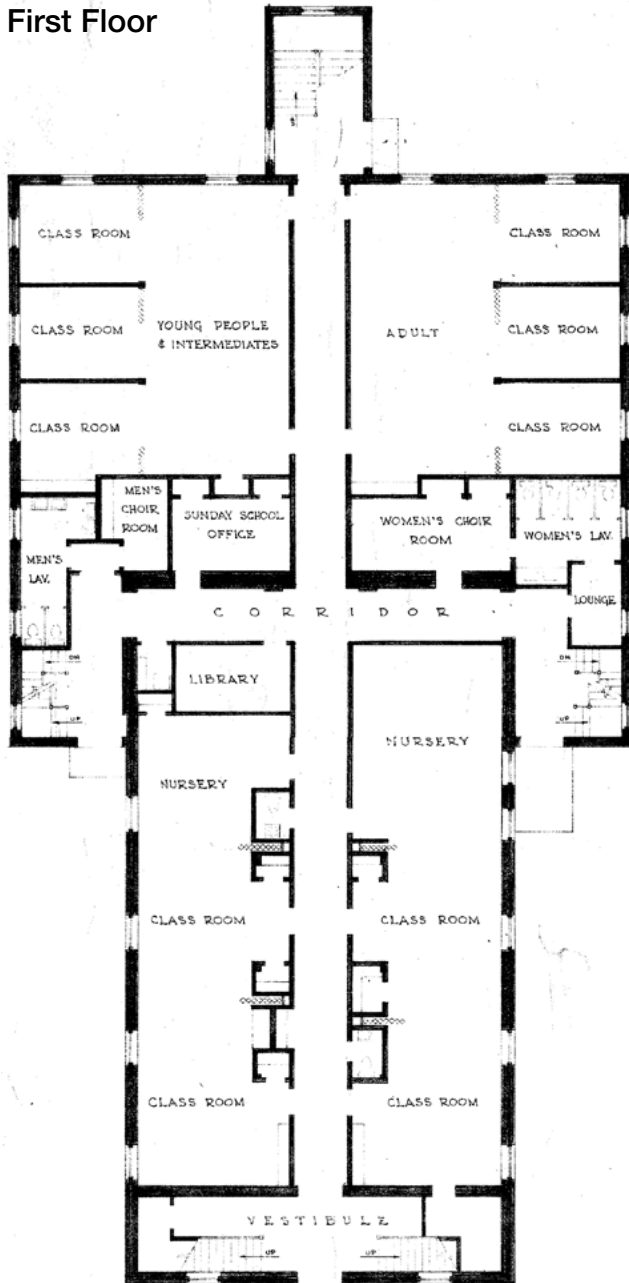 First Floor
UP
CLASS ROOM
CLASS ROOM
CLASS ROOM
YOUNG PEOPLE
& INTERMEDIATES
CLASS ROOM
ADULT
CLASS ROOM
CLASS ROOM
MEN'S
CHOIR
ROOM
SUNDAY SCHOOL
OFFICE
WOMEN'S CHOIR
ROOM
WOMEN'S LAV.
MEN'S
LAV.
LOUNGE
CORRIDOR
DN
UP
LIBRARY
DN
UP
NURSERY
NURSERY
CLASS ROOM
CLASS ROOM
CLASS ROOM
CLASS ROOM
VESTIBULE
UP
UP